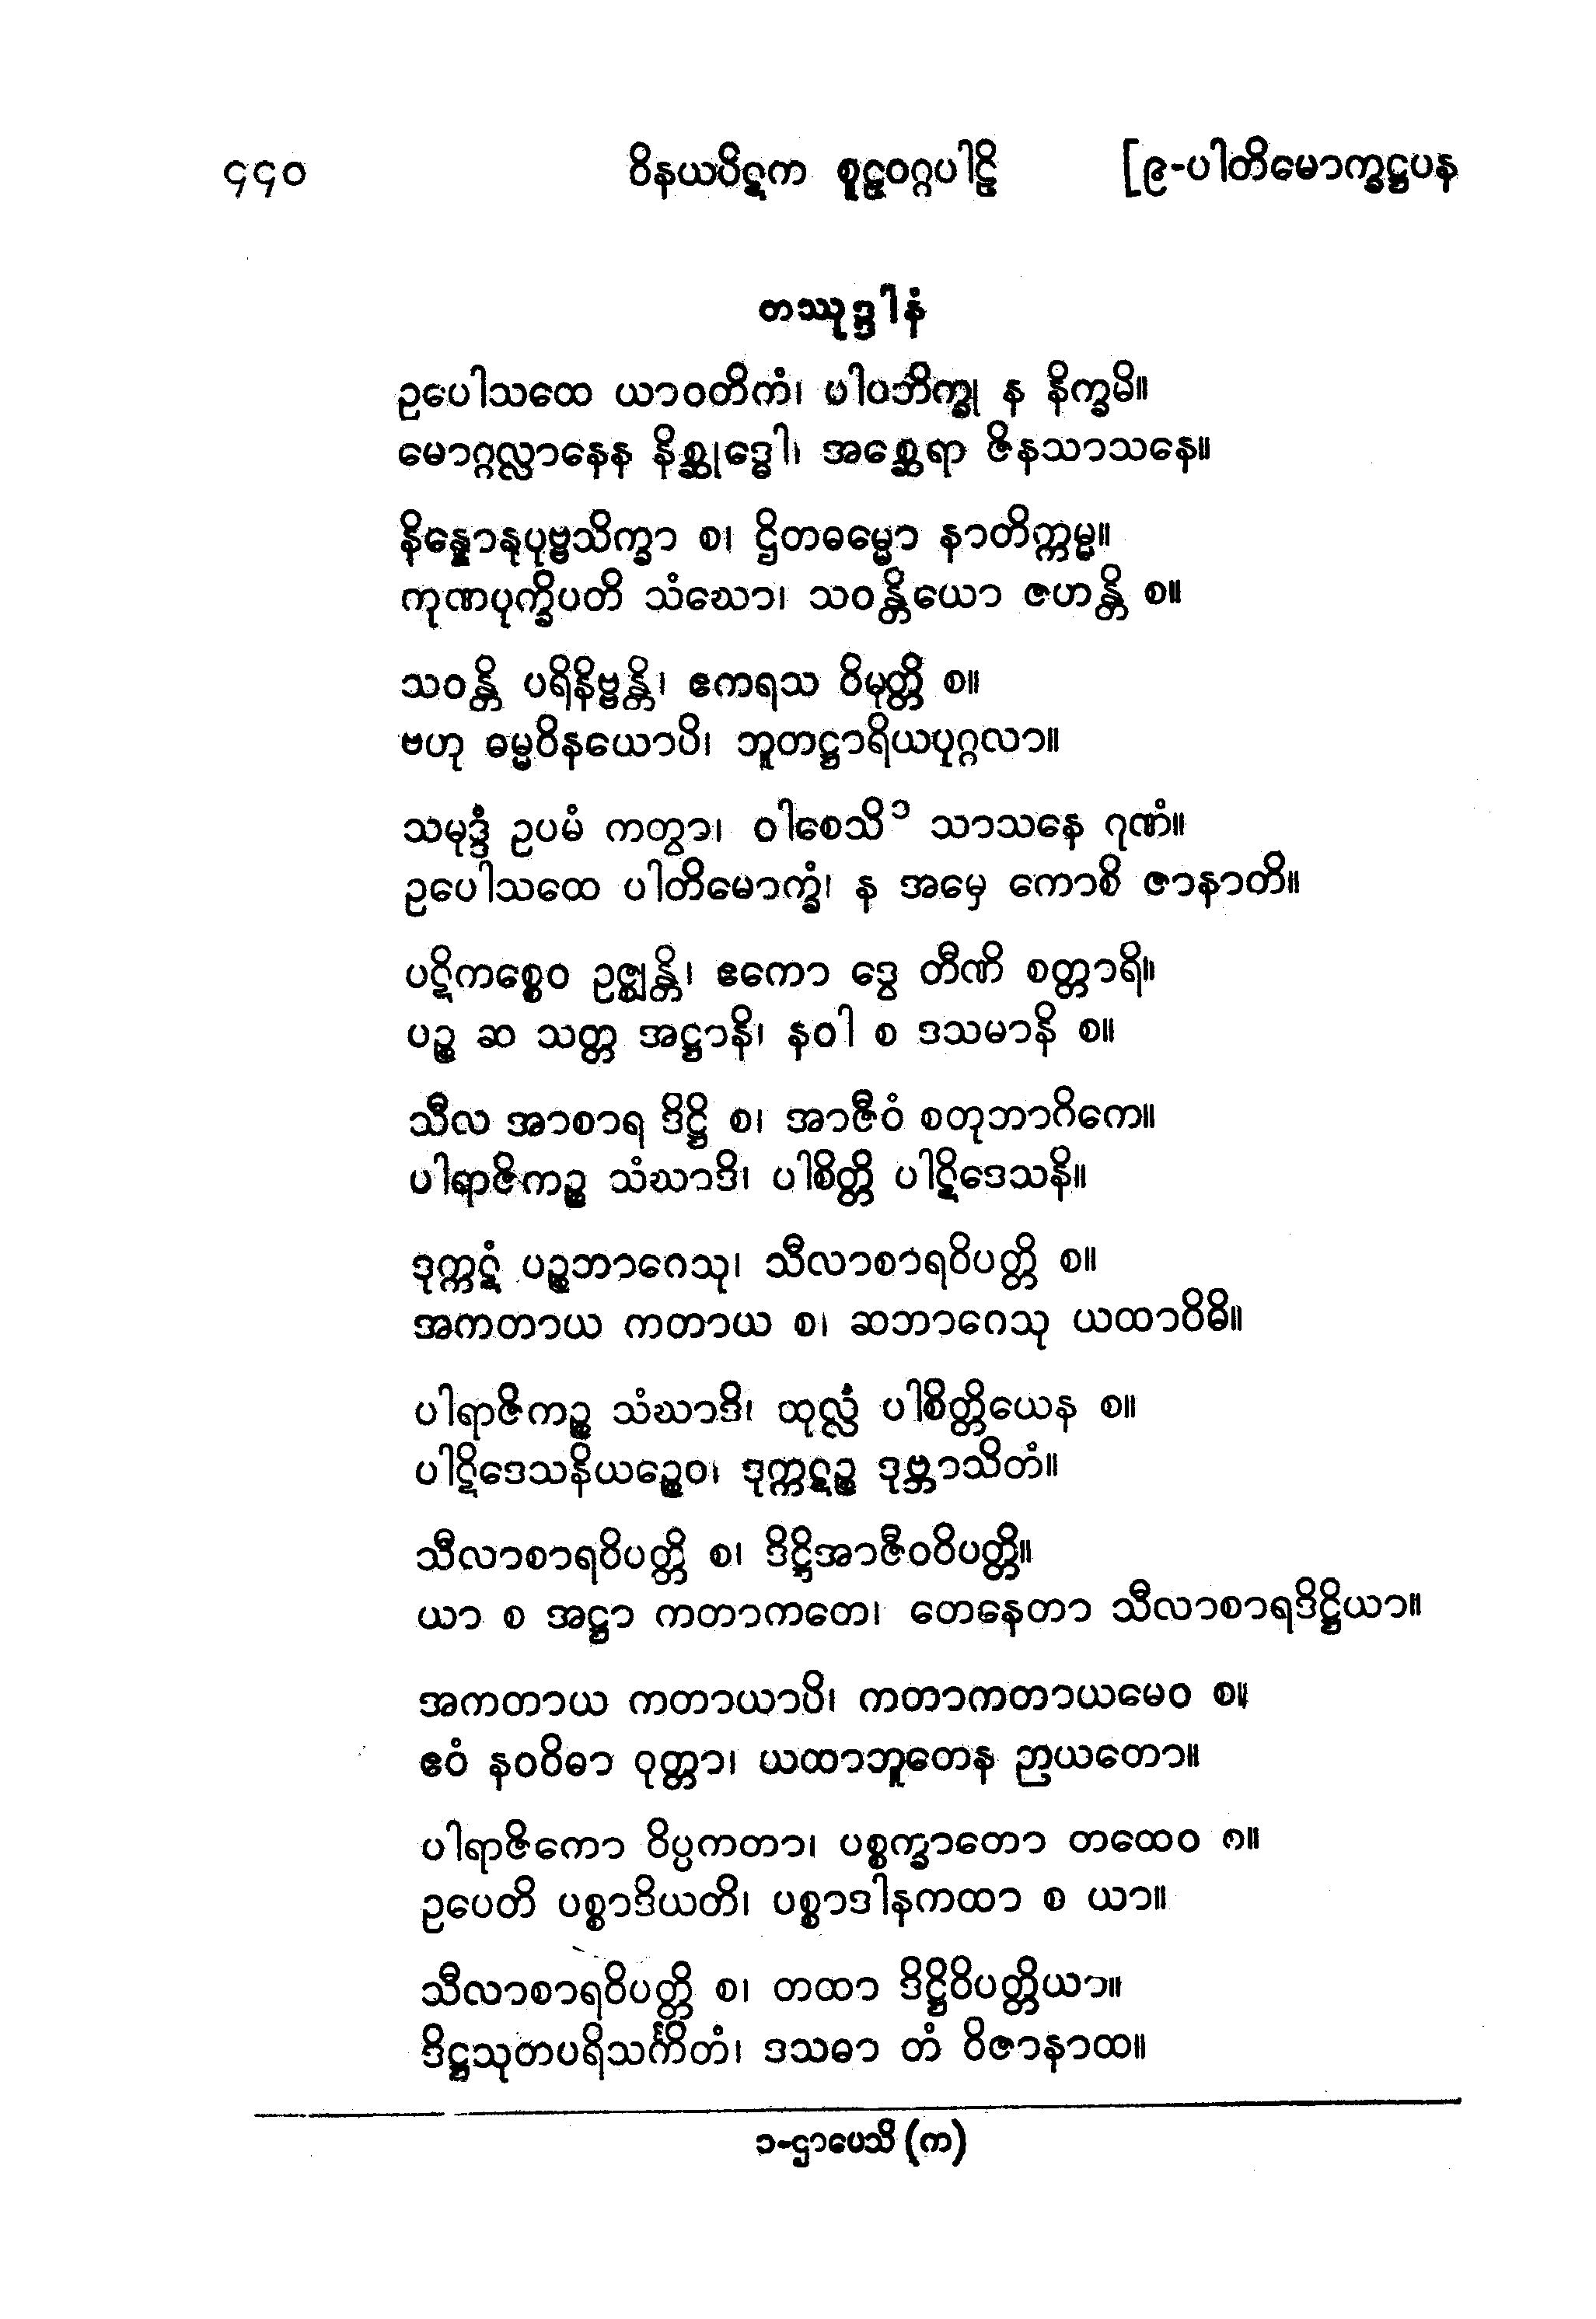 ၄၄၀ ဝိနယပိဋက စူဠဝဂ္ဂပါဠိ [၉-ပါတိမောက္ခဋ္ဌပန
တဿုဒ္ဒါနံ
ဥပေါသထေ ယာဝတိကံ၊ ပါပဘိက္ခု န နိက္ခမိ။
မောဂ္ဂလ္လာနေန နိစ္ဆုဒ္ဓေါ၊ အစ္ဆေရာ ဇိနသာသနေ။
နိန္နောနုပုဗ္ဗသိက္ခာ စ၊ ဌိတဓမ္မော နာတိက္ကမ္မ။
ကုဏပုက္ခိပတိ သံဃော၊ သဝန္တိယော ဇဟန္တိ စ။
သဝန္တိ ပရိနိဗ္ဗန္တိ၊ ဧကရသ ဝိမုတ္တိ စ။
ဗဟု ဓမ္မဝိနယောပိ၊ ဘူတဋ္ဌာရိယပုဂ္ဂလာ။
သမုဒ္ဒံ ဥပမံ ကတွာ၊ ဝါစေသိ ၁ သာသနေ ဂုဏံ။
ဥပေါသထေ ပါတိမောက္ခံ၊ န အမှေ ကောစိ ဇာနာတိ။
ပဋိကစ္စေဝ ဥဇ္ဈန္တိ၊ ဧကော ဒွေ တီဏိ စတ္တာရိ။
ပဉ္စ ဆ သတ္တ အဋ္ဌာနိ၊ နဝါ စ ဒသမာနိ စ။
သီလ အာစာရ ဒိဋ္ဌိ စ၊ အာဇီဝံ စတုဘာဂိကေ။
ပါရာဇိကဉ္စ သံဃာဒိ၊ ပါစိတ္တိ ပါဋိဒေသနိ။
ဒုက္ကဋံ ပဉ္စဘာဂေသု၊ သီလာစာရဝိပတ္တိ စ။
အကတာယ ကတာယ စ၊ ဆဘာဂေသု ယထာဝိဓိ။
ပါရာဇိကဉ္စ သံဃာဒိ၊ ထုလ္လံ ပါစိတ္တိယေန စ။
ပါဋိဒေသနိယဉ္စေဝ၊ ဒုက္ကဋဉ္စ ဒုဗ္ဘာသိတံ။
သီလာစာရဝိပတ္တိ စ၊ ဒိဋ္ဌိအာဇီဝဝိပတ္တိ။
ယာ စ အဋ္ဌာ ကတာကတေ၊ တေနေတာ သီလာစာရဒိဋ္ဌိယာ။
အကတာယ ကတာယာပိ၊ ကတာကတာယမေဝ စ။
ဧဝံ နဝဝိဓာ ဝုတ္တာ၊ ယထာဘူတေန ဉာယတော။
ပါရာဇိကော ဝိပ္ပကတာ၊ ပစ္စက္ခာတော တထေဝ စ။
ဥပေတိ ပစ္စာဒိယတိ၊ ပစ္စာဒါနကထာ စ ယာ။
သီလာစာရဝိပတ္တိ စ၊ တထာ ဒိဋ္ဌိဝိပတ္တိယာ။
ဒိဋ္ဌသုတပရိသင်္ကိတံ၊ ဒသဓာ တံ ဝိဇာနာထ။
၁-ဌာပေသိ (က)